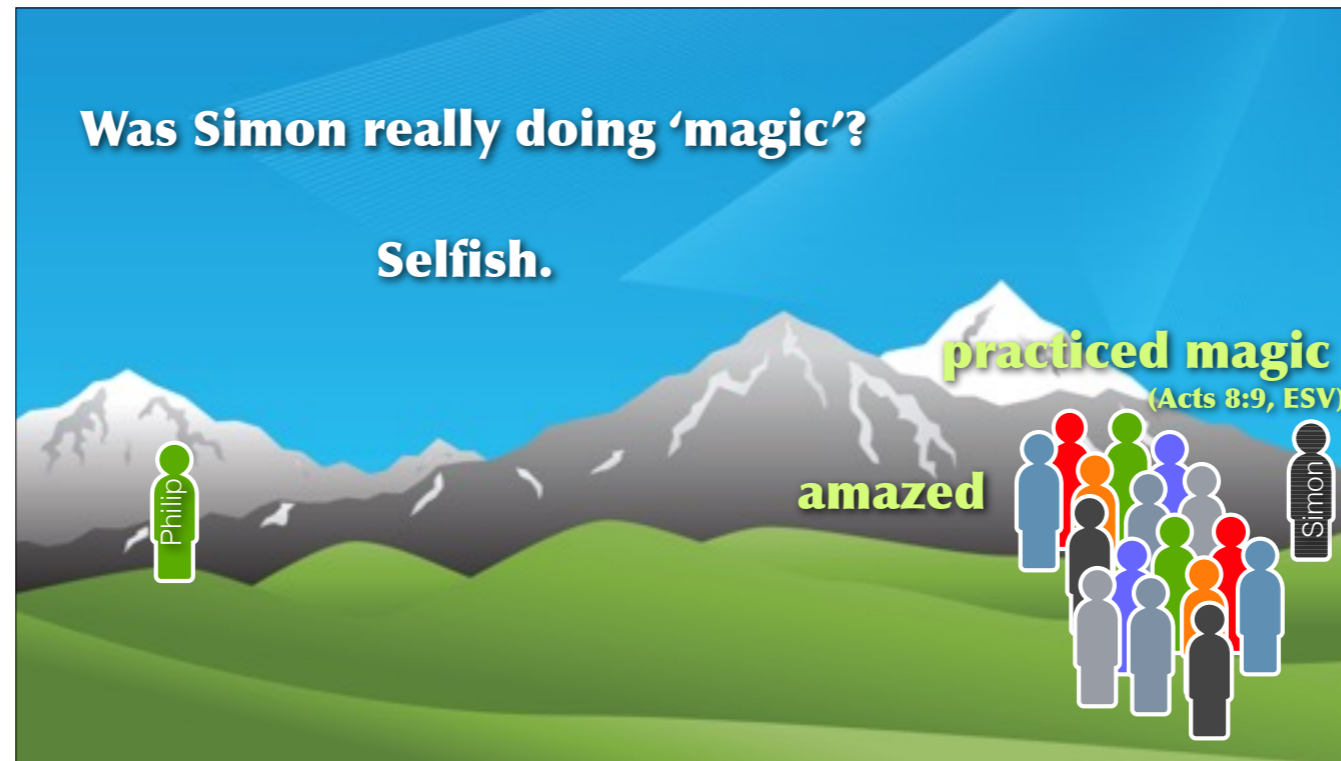 Was Simon really doing ‘magic’?
Selfish.
practiced magic
(Acts 8:9, ESV)
amazed
Philip
Simon